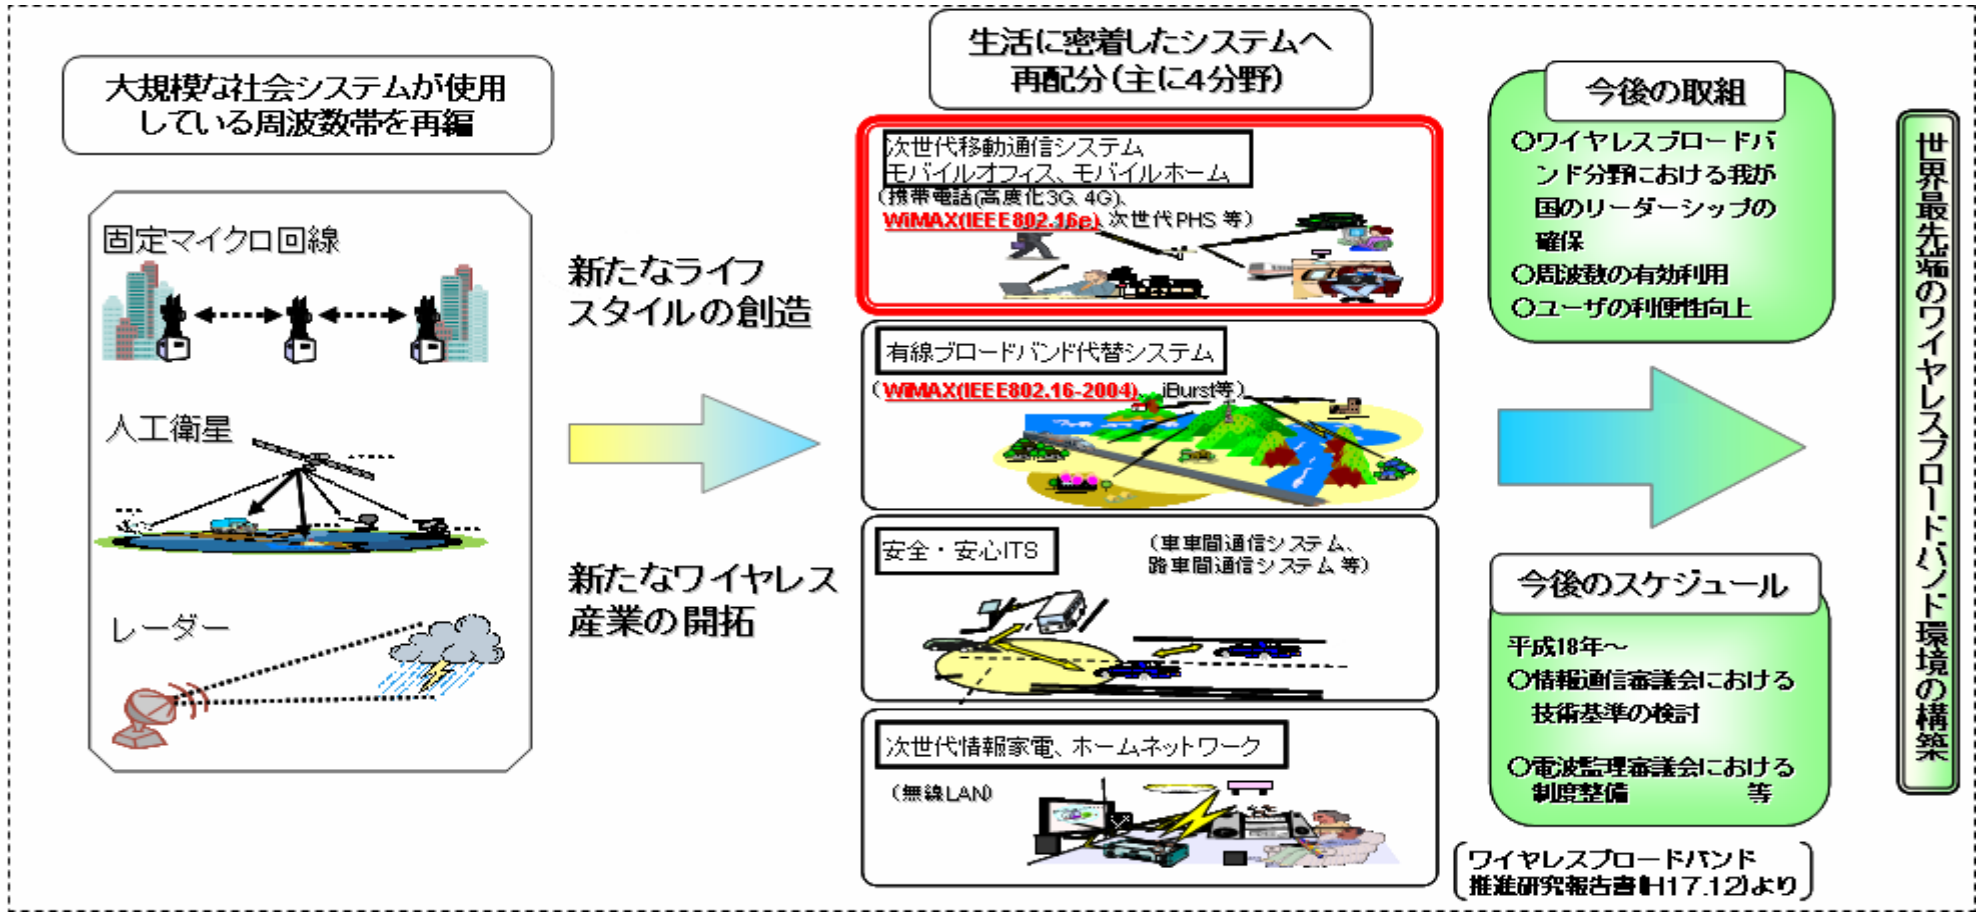 大規模な社会システムが使用
している周波数帯を再編
固定マイクロ回線
人工衛星
レーダー
新たなライフ
スタイルの創造
新たなワイヤレス
産業の開拓
生活に密着したシステムへ
再配分(主に4分野)
次世代移動通信システム
モバイルオフィス、モバイルホーム
(携帯電話(高度化3G、4G)、
WiMAX(IEEE802.16e)、次世代PHS 等)
有線ブロードバンド代替システム
(WiMAX(IEEE802.16-2004)、iBurst等)
安全・安心ITS
(車車間通信システム、
路車間通信システム 等)
次世代情報家電、ホームネットワーク
(無線LAN)
今後の取組
○ワイヤレスブロードバ
ンド分野における我が
国のリーダーシップの
確保
○周波数の有効利用
○ユーザの利便性向上
今後のスケジュール
平成18年~
○情報通信審議会における
技術基準の検討
○電波監理審議会における
制度整備 等
ワイヤレスブロードバンド
推進研究報告書(H17.12)より
世界最先端のワイヤレスブロードバンド環境の構築